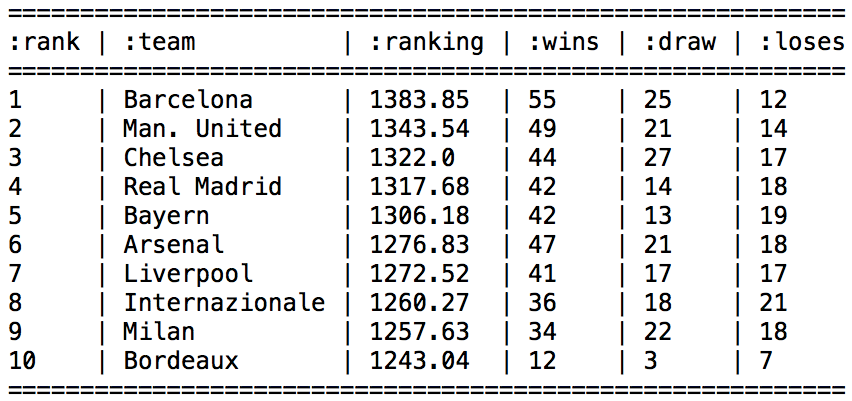 ==========================================================
:rank | :team          | :ranking | :wins | :draw | :loses
==========================================================
1     | Barcelona      | 1383.85 | 55    | 25    | 12
2     | Man. United    | 1343.54 | 49    | 21    | 14
3     | Chelsea        | 1322.0  | 44    | 27    | 17
4     | Real Madrid    | 1317.68 | 42    | 14    | 18
5     | Bayern         | 1306.18 | 42    | 13    | 19
6     | Arsenal        | 1276.83 | 47    | 21    | 18
7     | Liverpool      | 1272.52 | 41    | 17    | 17
8     | Internazionale | 1260.27 | 36    | 18    | 21
9     | Milan          | 1257.63 | 34    | 22    | 18
10    | Bordeaux       | 1243.04 | 12    | 3     | 7
==========================================================